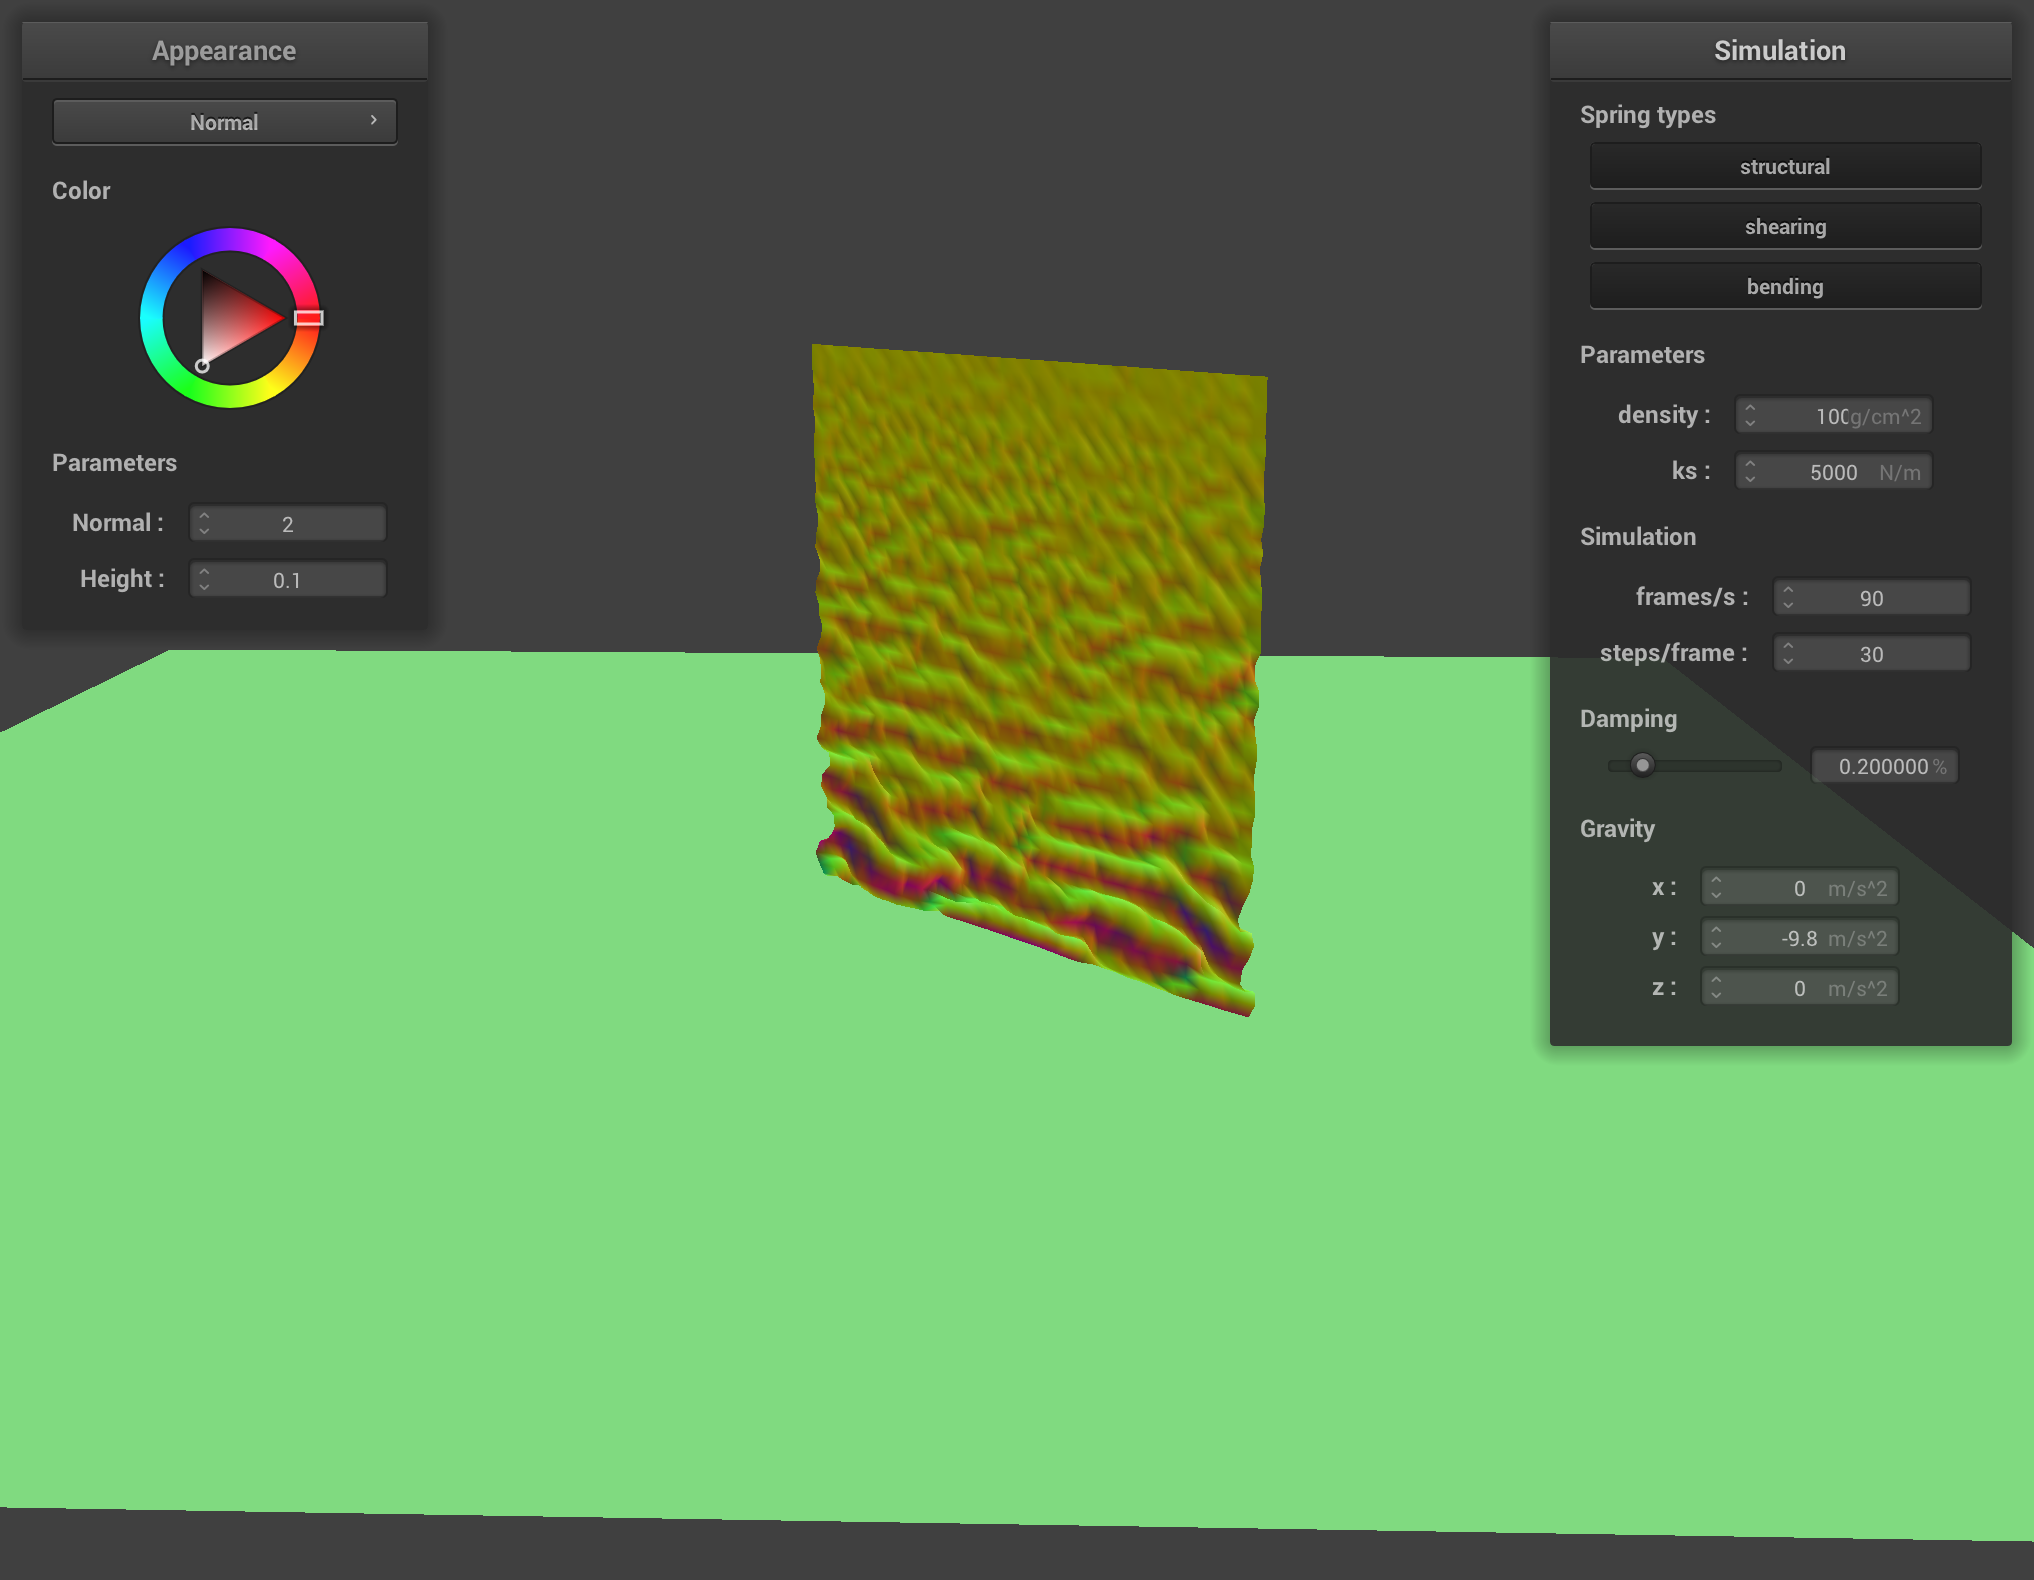 Appearance
Normal
Color
Parameters
Normal : 2
Height : 0.1
Simulation
Spring types
structural
shearing
bending
Parameters
density : 100 g/cm^2
ks : 5000 N/m
Simulation
frames/s : 90
steps/frame : 30
Damping
0.200000 %
Gravity
x : 0 m/s^2
y : -9.8 m/s^2
z : 0 m/s^2